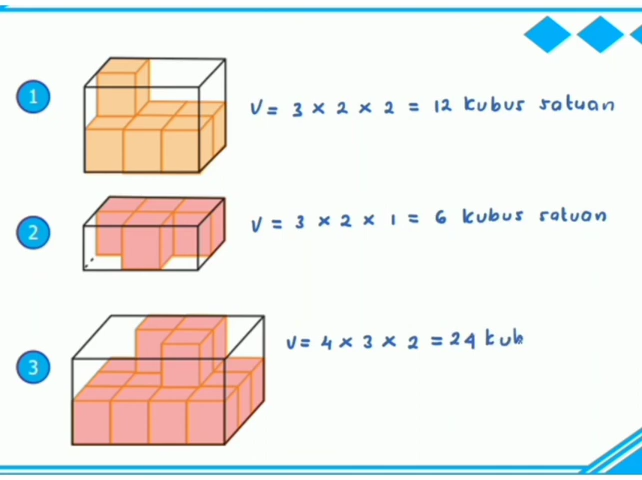 1
V = 3 × 2 × 2 = 12 kubus satuan
2
V = 3 × 2 × 1 = 6 kubus satuan
3
V = 4 × 3 × 2 = 24 kub